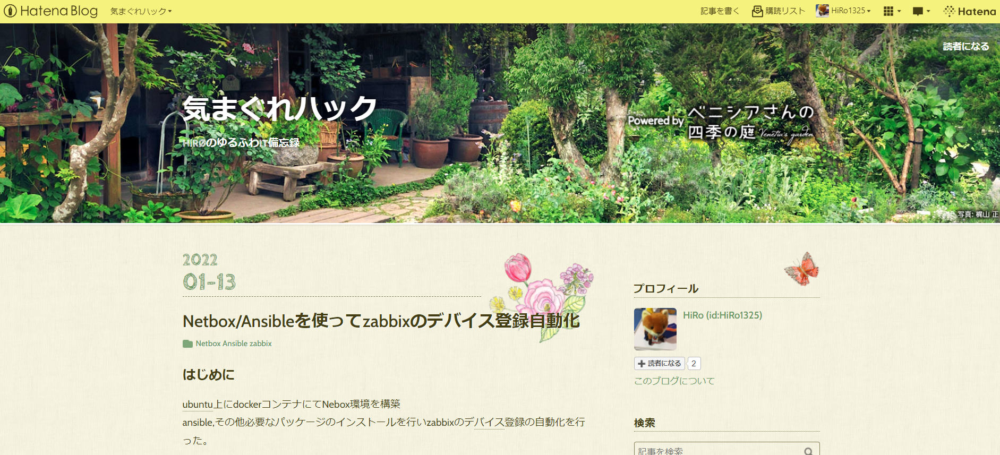 Hatena Blog 気まぐれハック 記事を書く 購読リスト HiRo1325 Hatena
読者になる
気まぐれハック
HiRØのゆるふわIT備忘録
Powered by ベニシアさんの
四季の庭 Venetia's garden
写真: 梶山 正
2022
01-13
Netbox/Ansibleを使ってzabbixのデバイス登録自動化
Netbox Ansible zabbix
はじめに
ubuntu上にdockerコンテナにてNebox環境を構築
ansible,その他必要なパッケージのインストールを行いzabbixのデバイス登録の自動化を行
った。
プロフィール
HiRo (id:HiRo1325)
読者になる 2
このブログについて
検索
記事を検索